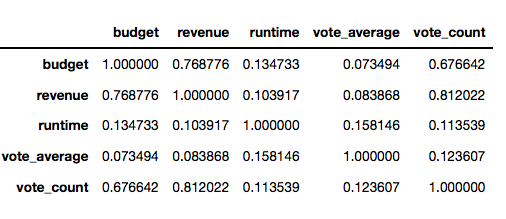 budget revenue runtime vote_average vote_count
budget 1.000000 0.768776 0.134733 0.073494 0.676642
revenue 0.768776 1.000000 0.103917 0.083868 0.812022
runtime 0.134733 0.103917 1.000000 0.158146 0.113539
vote_average 0.073494 0.083868 0.158146 1.000000 0.123607
vote_count 0.676642 0.812022 0.113539 0.123607 1.000000